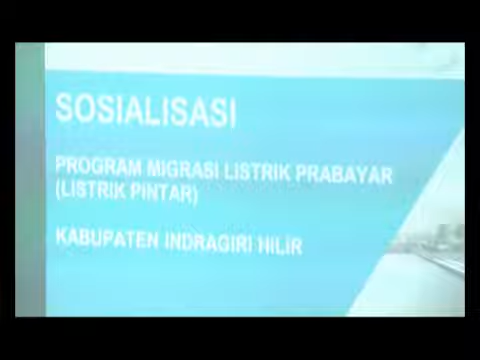 SOSIALISASI
PROGRAM MIGRASI LISTRIK PRABAYAR
(LISTRIK PINTAR)
KABUPATEN INDRAGIRI HILIR